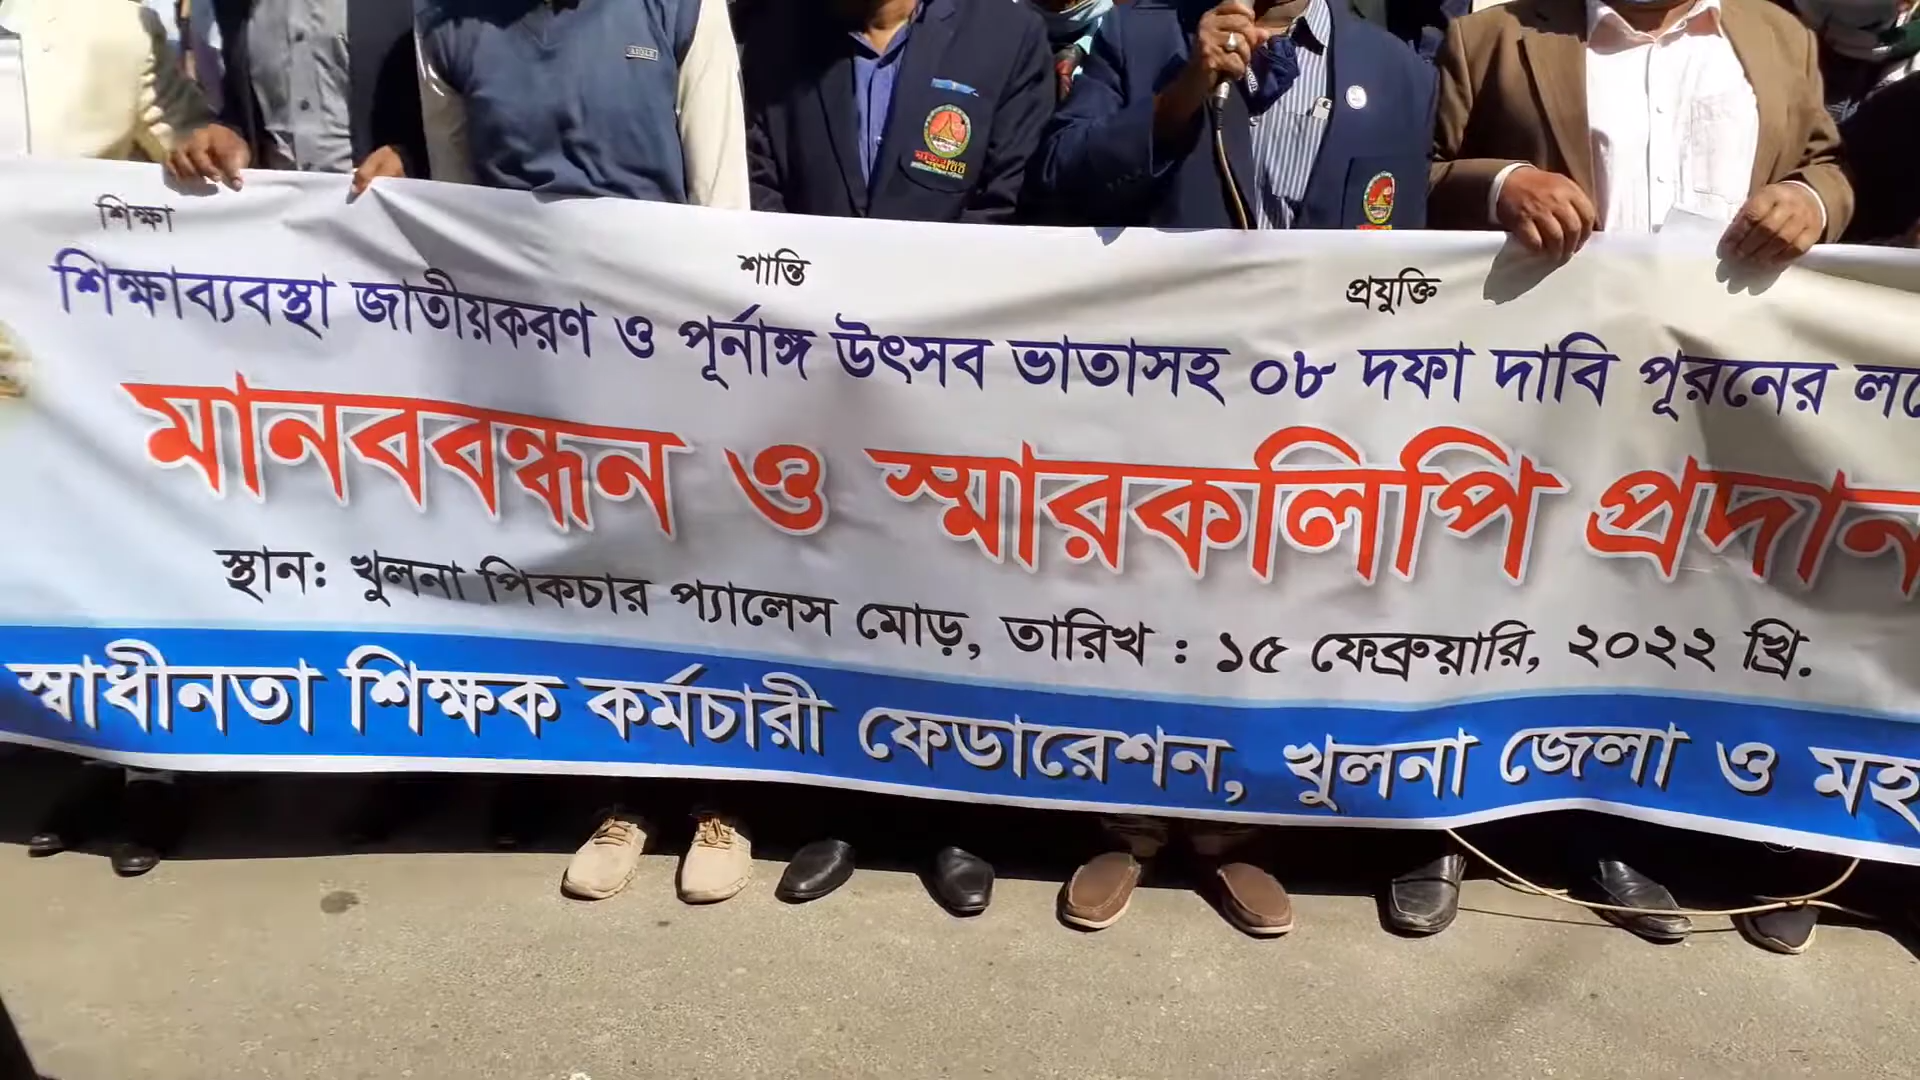 শিক্ষা শান্তি প্রযুক্তি
শিক্ষাব্যবস্থা জাতীয়করণ ও পূর্নাঙ্গ উৎসব ভাতাসহ ০৮ দফা দাবি পূরনের
মানববন্ধন ও স্মারকলিপি প্রদান
স্থান: খুলনা পিকচার প্যালেস মোড়, তারিখ : ১৫ ফেব্রুয়ারি, ২০২২ খ্রি.
স্বাধীনতা শিক্ষক কর্মচারী ফেডারেশন, খুলনা জেলা ও